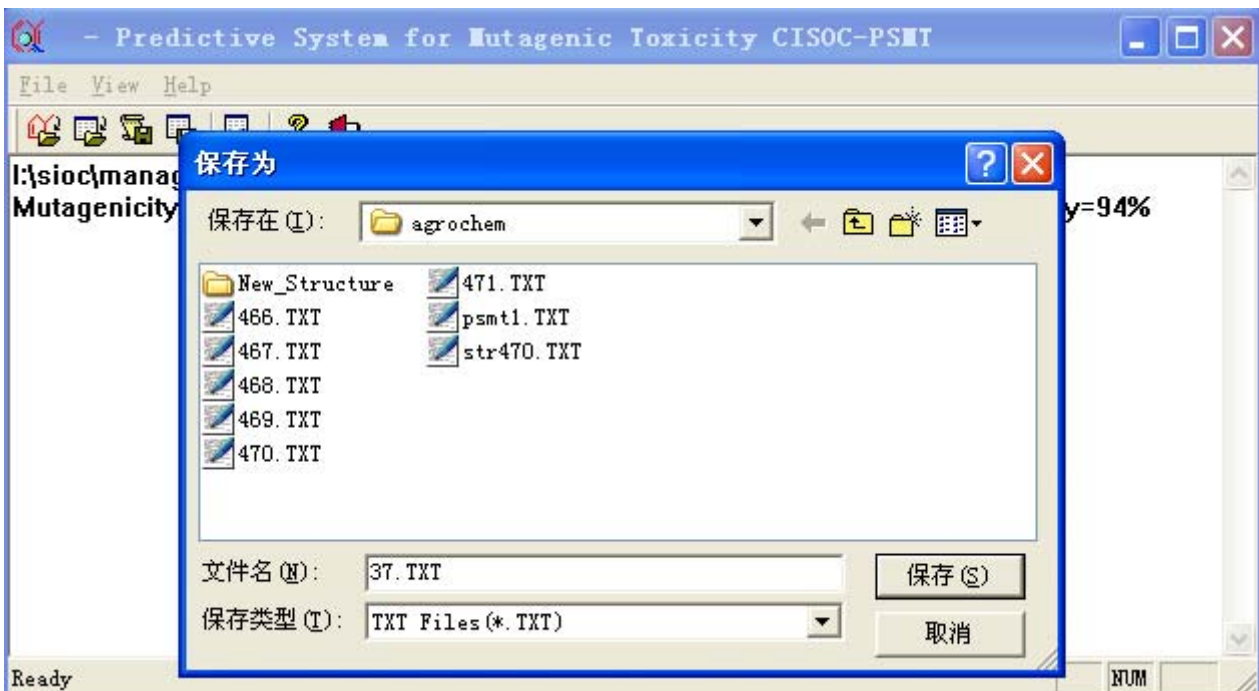 - Predictive System for Mutagenic Toxicity CISOC-PSMT
File View Help
I:\sioc\manag
Mutagenicity y=94%
保存为
保存在(I): agrochem
New_Structure 471.TXT
466.TXT psmt1.TXT
467.TXT str470.TXT
468.TXT
469.TXT
470.TXT
文件名(N): 37.TXT 保存(S)
保存类型(T): TXT Files(*.TXT) 取消
Ready NUM